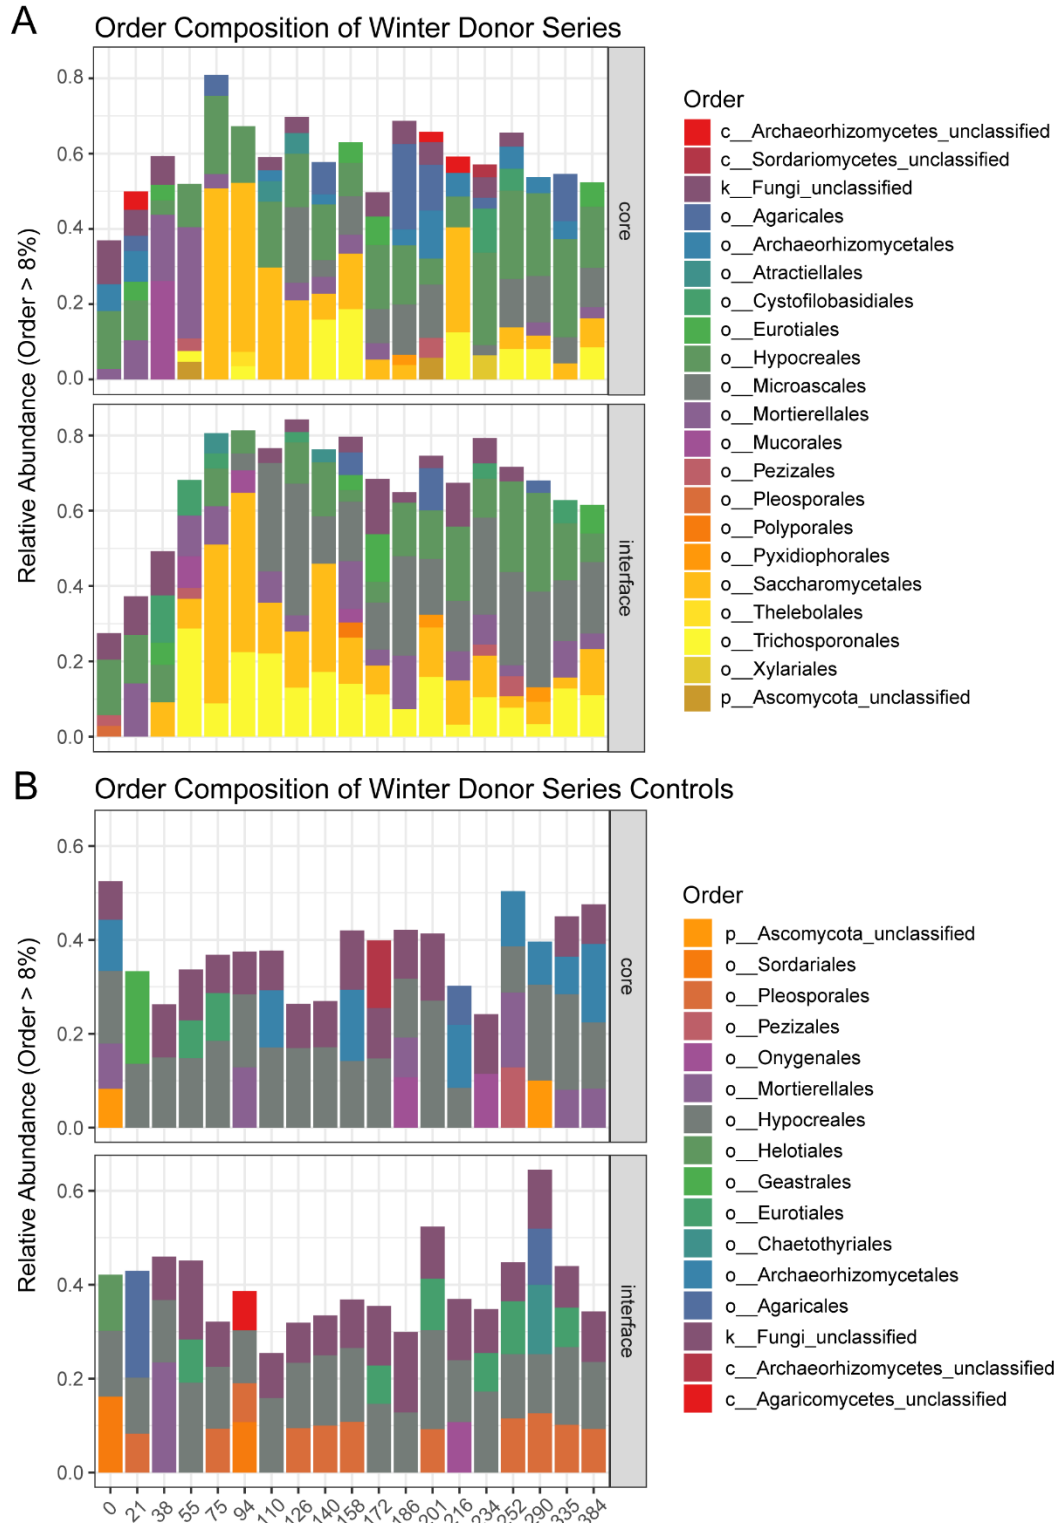 A
Order Composition of Winter Donor Series
Relative Abundance (Order > 8%)
0.8
0.6
0.4
0.2
0.0
core
0.8
0.6
0.4
0.2
0.0
interface
Order
c__Archaeorhizomycetes_unclassified
c__Sordariomycetes_unclassified
k__Fungi_unclassified
o__Agaricales
o__Archaeorhizomycetales
o__Atractiellales
o__Cystofilobasidiales
o__Eurotiales
o__Hypocreales
o__Microascales
o__Mortierellales
o__Mucorales
o__Pezizales
o__Pleosporales
o__Polyporales
o__Pyxidiophorales
o__Saccharomycetales
o__Thelebolales
o__Trichosporonales
o__Xylariales
p__Ascomycota_unclassified
B
Order Composition of Winter Donor Series Controls
Relative Abundance (Order > 8%)
0.6
0.4
0.2
0.0
core
0.6
0.4
0.2
0.0
interface
0 21 38 55 75 94 110 126 140 158 172 186 201 216 234 252 290 335 384
Order
p__Ascomycota_unclassified
o__Sordariales
o__Pleosporales
o__Pezizales
o__Onygenales
o__Mortierellales
o__Hypocreales
o__Helotiales
o__Geastrales
o__Eurotiales
o__Chaetothyriales
o__Archaeorhizomycetales
o__Agaricales
k__Fungi_unclassified
c__Archaeorhizomycetes_unclassified
c__Agaricomycetes_unclassified